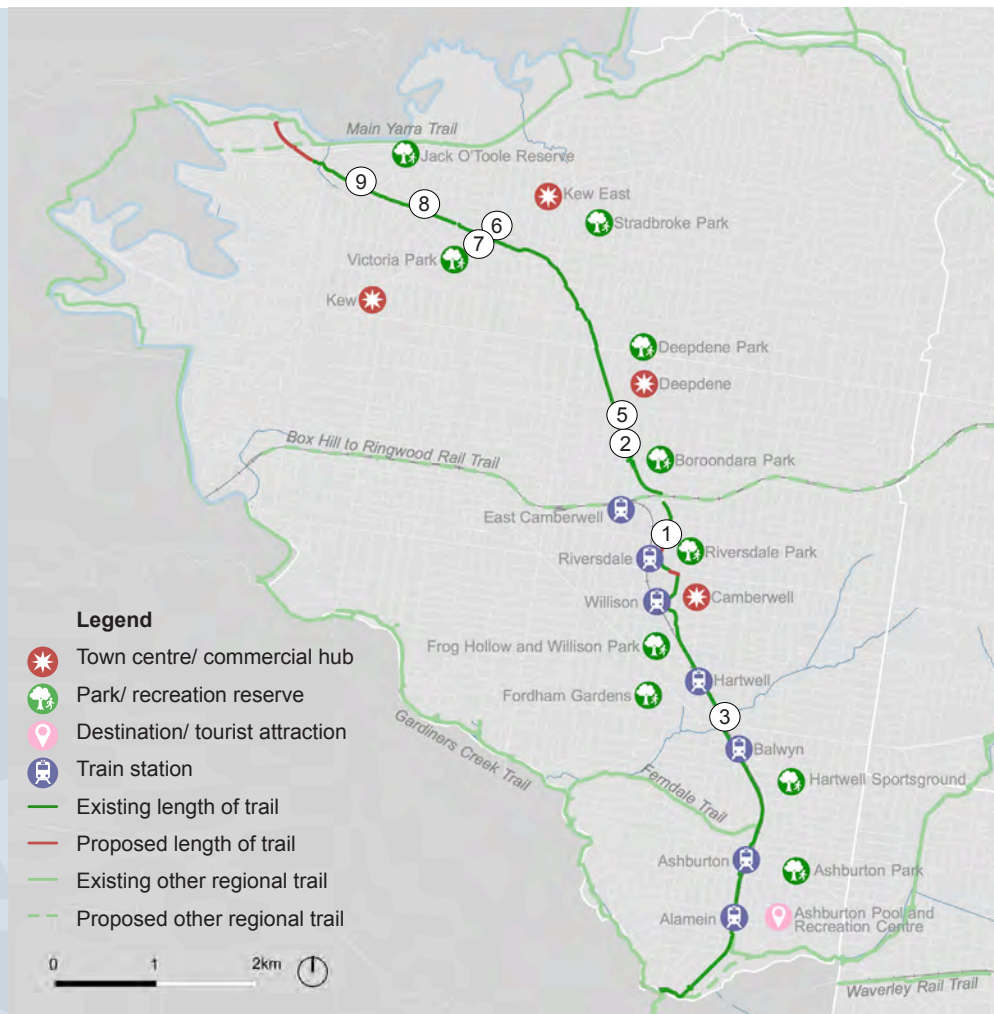 Main Yarra Trail
Jack O'Toole Reserve
9
Kew East
8
Stradbroke Park
6
7
Victoria Park
Kew
Deepdene Park
Deepdene
5
2
Box Hill to Ringwood Rail Trail
Boroondara Park
East Camberwell
1
Riversdale Park
Riversdale
Camberwell
Willison
Frog Hollow and Willison Park
Hartwell
Fordham Gardens
3
Gardiners Creek Trail
Balwyn
Hartwell Sportsground
Ferndale Trail
Ashburton
Ashburton Park
Alamein
Ashburton Pool and
Recreation Centre
Waverley Rail Trail
Legend
Town centre/ commercial hub
Park/ recreation reserve
Destination/ tourist attraction
Train station
Existing length of trail
Proposed length of trail
Existing other regional trail
Proposed other regional trail
0 1 2km